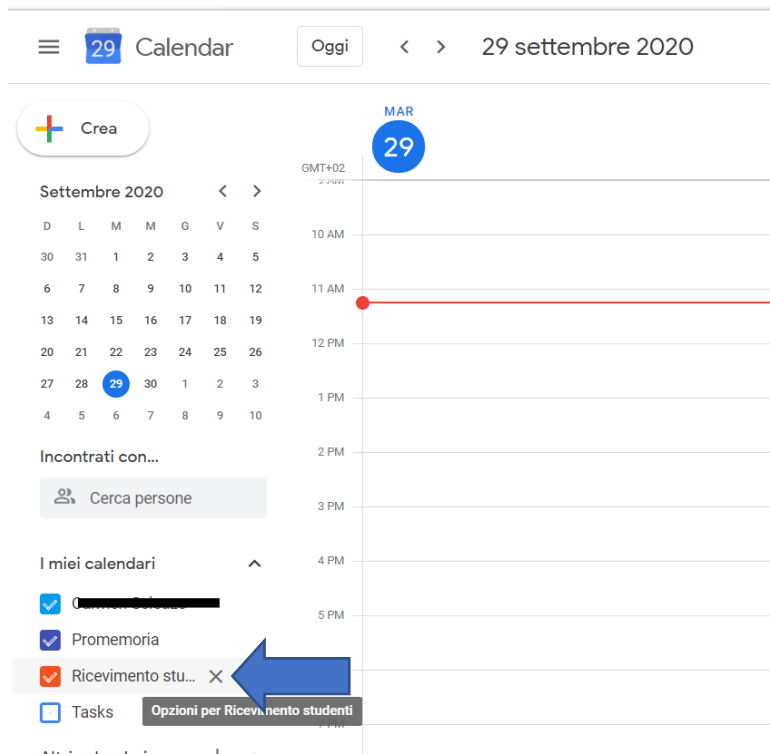 29 Calendar Oggi < > 29 settembre 2020
Crea
MAR
29
GMT+02
Settembre 2020 < >
D L M M G V S
30 31 1 2 3 4 5
6 7 8 9 10 11 12
13 14 15 16 17 18 19
20 21 22 23 24 25 26
27 28 29 30 1 2 3
4 5 6 7 8 9 10
Incontrati con...
Cerca persone
I miei calendari
Promemoria
Ricevimento stu...
Tasks
Opzioni per Ricevimento studenti
10 AM
11 AM
12 PM
1 PM
2 PM
3 PM
4 PM
5 PM
7 PM